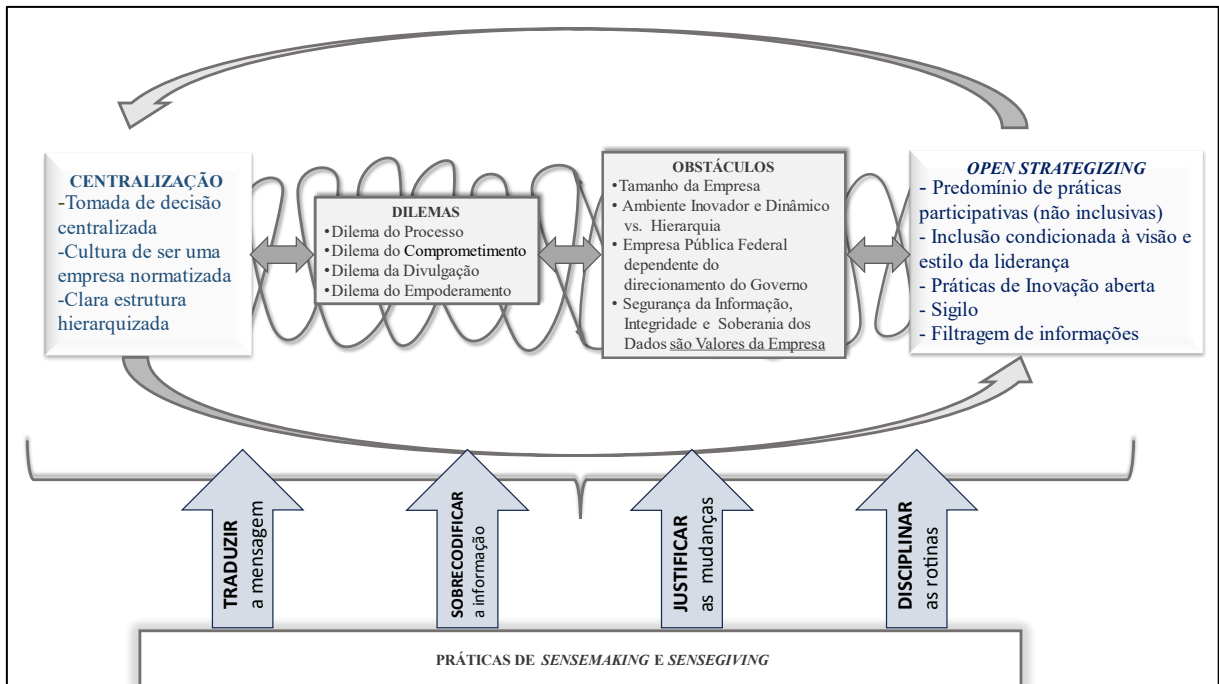 CENTRALIZAÇÃO
-Tomada de decisão
centralizada
-Cultura de ser uma
empresa normatizada
-Clara estrutura
hierarquizada
DILEMAS
•Dilema do Processo
•Dilema do Comprometimento
•Dilema da Divulgação
•Dilema do Empoderamento
OBSTÁCULOS
•Tamanho da Empresa
•Ambiente Inovador e Dinâmico
vs. Hierarquia
•Empresa Pública Federal
dependente do
direcionamento do Governo
•Segurança da Informação,
Integridade e Soberania dos
Dados são Valores da Empresa
OPEN STRATEGIZING
- Predomínio de práticas
participativas (não inclusivas)
- Inclusão condicionada à visão e
estilo da liderança
- Práticas de Inovação aberta
- Sigilo
- Filtragem de informações
TRADUZIR
a mensagem
SOBRECODIFICAR
a informação
JUSTIFICAR
as mudanças
DISCIPLINAR
as rotinas
PRÁTICAS DE SENSEMAKING E SENSEGIVING